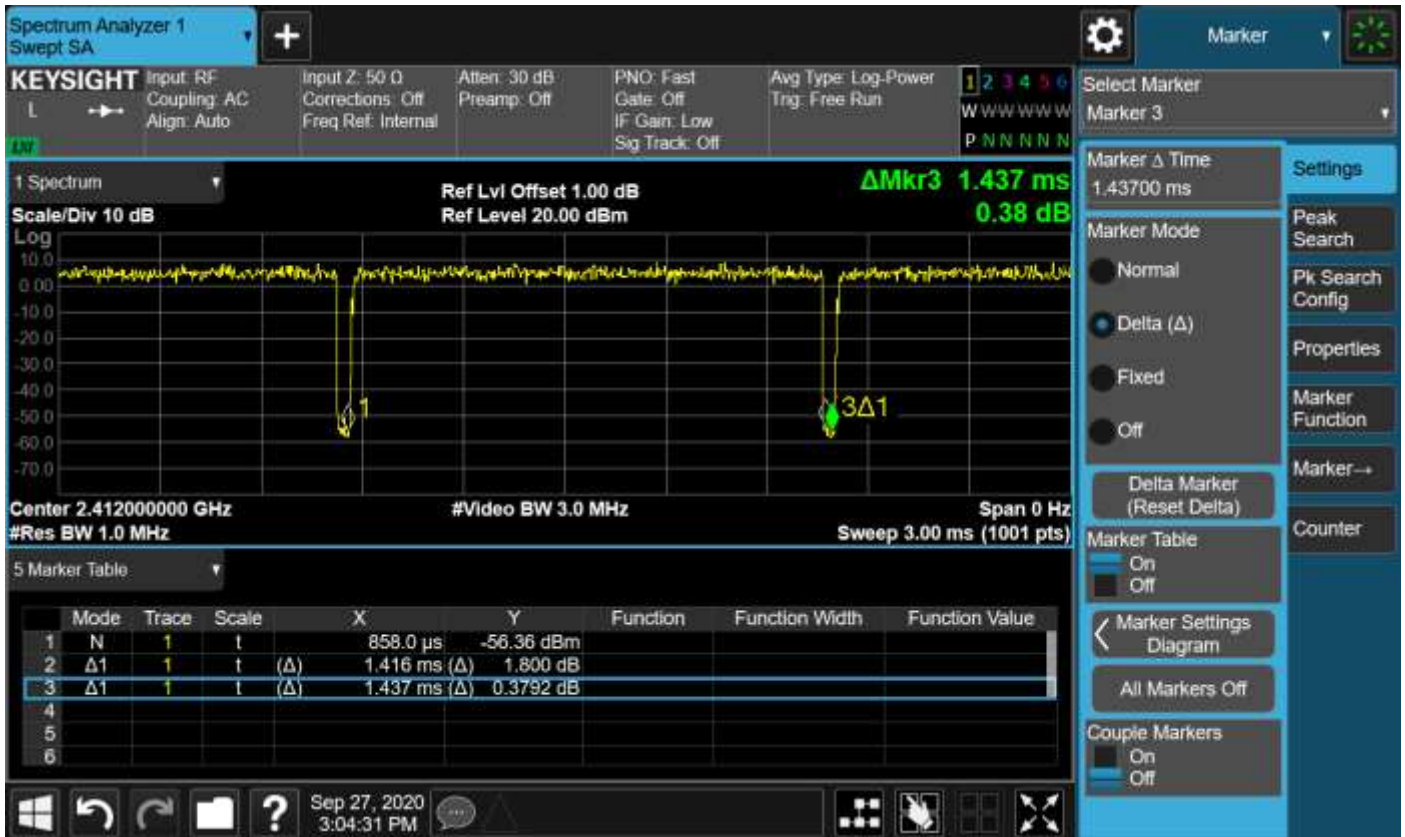 Spectrum Analyzer 1
Swept SA
+
Marker
KEYSIGHT
L
LXI
Input: RF
Coupling: AC
Align: Auto
Input Z: 50 Ω
Corrections: Off
Freq Ref: Internal
Atten: 30 dB
Preamp: Off
PNO: Fast
Gate: Off
IF Gain: Low
Sig Track: Off
Avg Type: Log-Power
Trig: Free Run
1 2 3 4 5 6
W W W W W W
P N N N N N
1 Spectrum
Scale/Div 10 dB
Ref Lvl Offset 1.00 dB
Ref Level 20.00 dBm
ΔMkr3 1.437 ms
0.38 dB
Log
10.0
0.00
-10.0
-20.0
-30.0
-40.0
-50.0
-60.0
-70.0
1
3Δ1
Center 2.412000000 GHz
#Res BW 1.0 MHz
#Video BW 3.0 MHz
Span 0 Hz
Sweep 3.00 ms (1001 pts)
5 Marker Table
Mode Trace Scale X Y Function Function Width Function Value
1 N 1 t 858.0 µs -56.36 dBm
2 Δ1 1 t (Δ) 1.416 ms (Δ) 1.800 dB
3 Δ1 1 t (Δ) 1.437 ms (Δ) 0.3792 dB
4
5
6
?
Sep 27, 2020
3:04:31 PM
Select Marker
Marker 3
Marker Δ Time
1.43700 ms
Marker Mode
Normal
Delta (Δ)
Fixed
Off
Delta Marker
(Reset Delta)
Marker Table
On
Off
Marker Settings
Diagram
All Markers Off
Couple Markers
On
Off
Settings
Peak
Search
Pk Search
Config
Properties
Marker
Function
Marker→
Counter